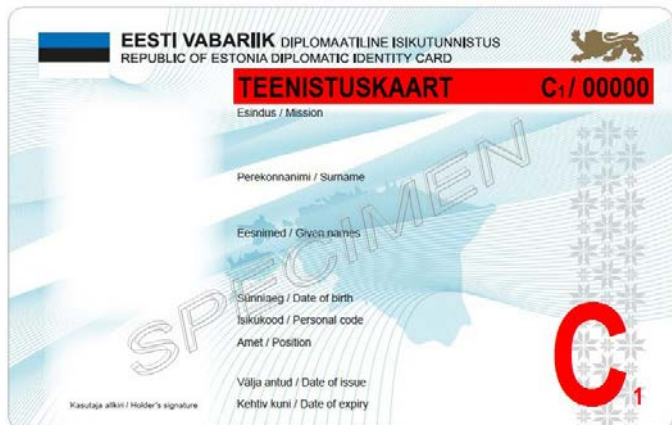 EESTI VABARIIK DIPLOMAATILINE ISIKUTUNNISTUS
REPUBLIC OF ESTONIA DIPLOMATIC IDENTITY CARD
TEENISTUSKAART C1/ 00000
Esindus / Mission
Perekonnanimi / Surname
Eesnimed / Given names
SPECIMEN
Sünniaeg / Date of birth
Isikukood / Personal code
Amet / Position
C1
Välja antud / Date of issue
Kasutaja allkiri / Holder's signature
Kehtiv kuni / Date of expiry